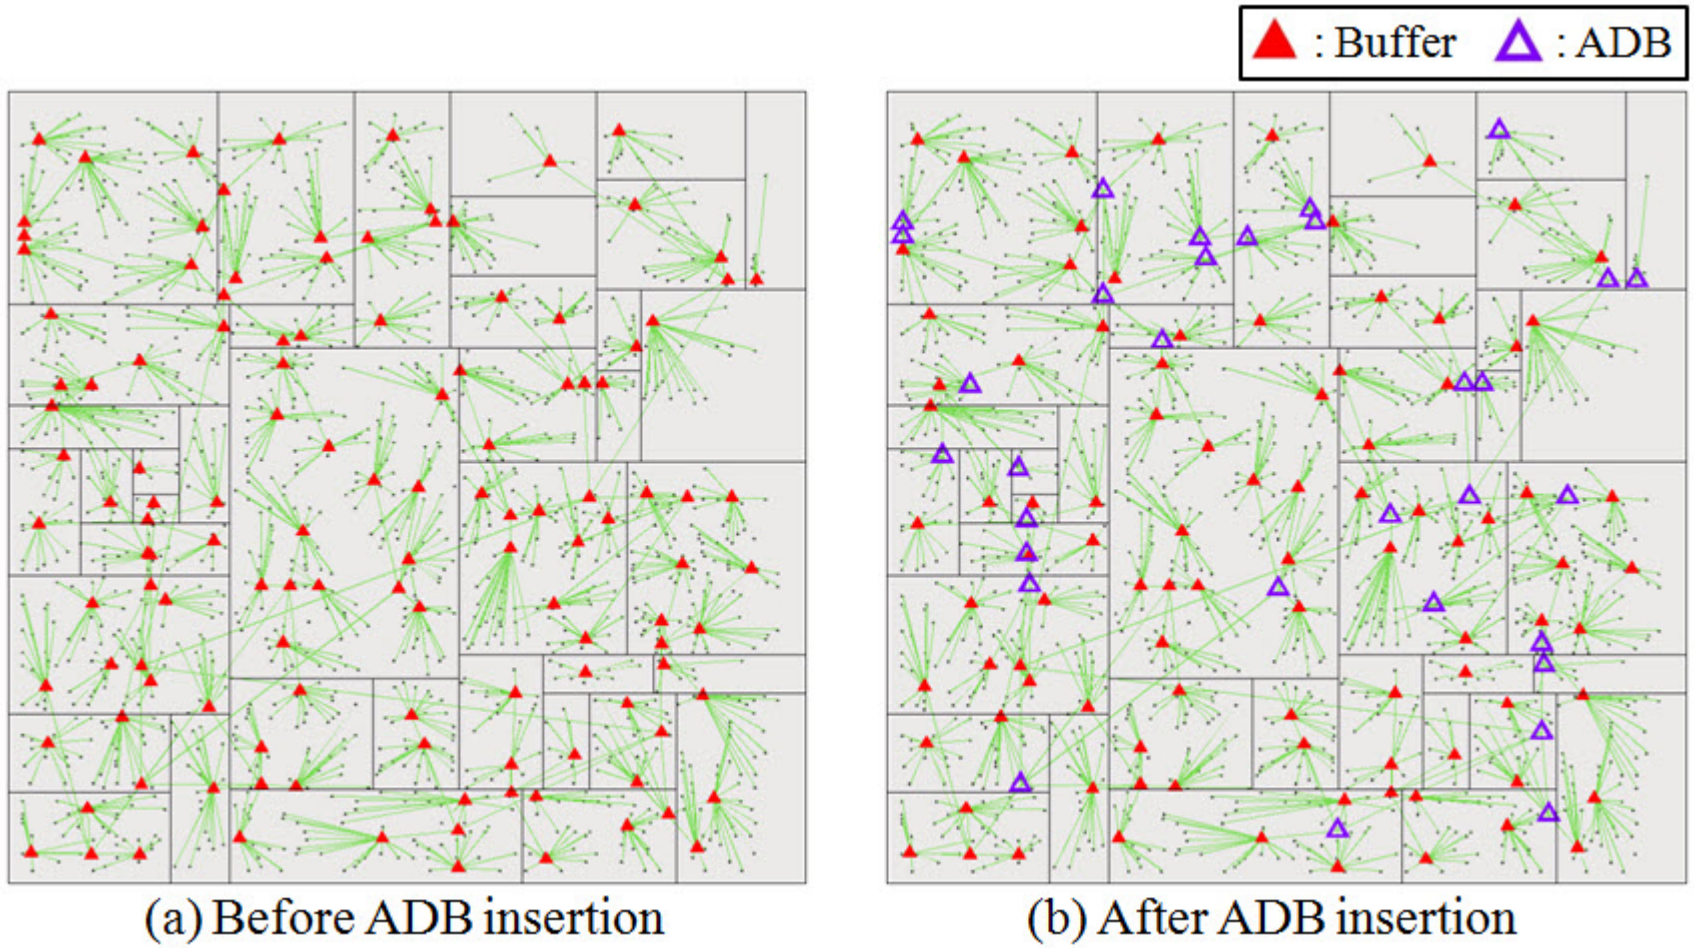 : Buffer : ADB
(a) Before ADB insertion
(b) After ADB insertion